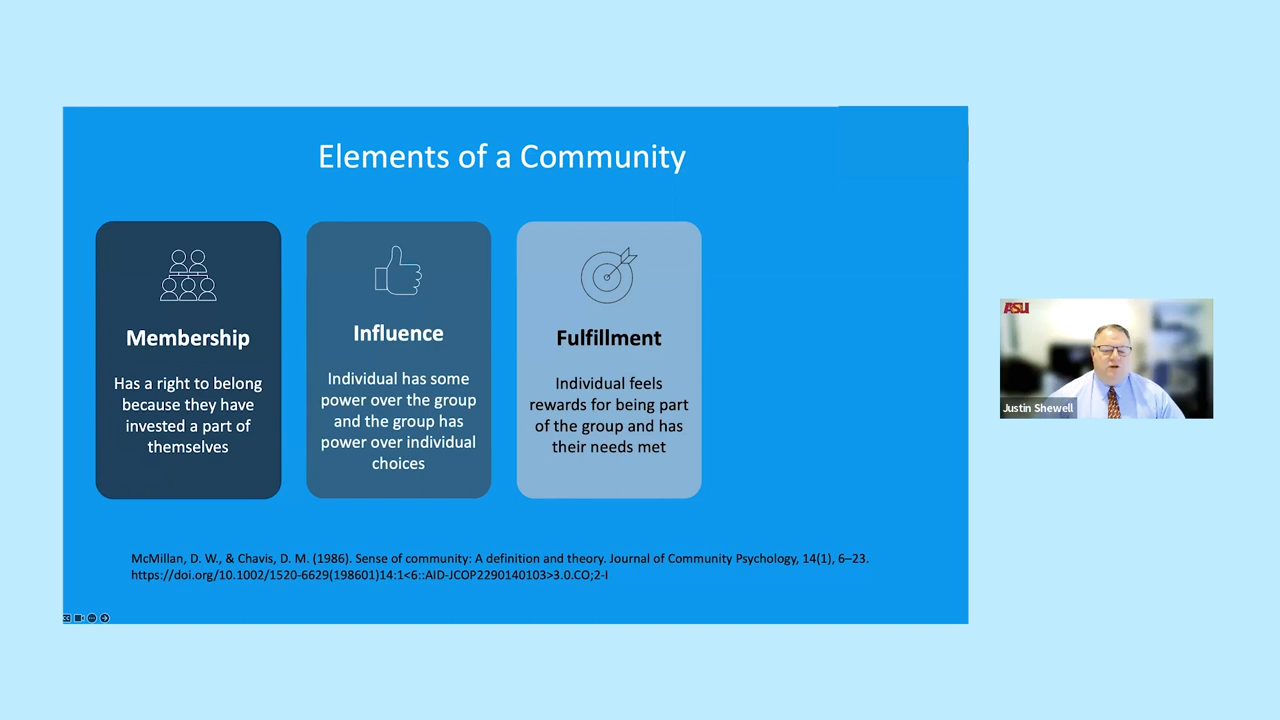 Elements of a Community
Membership
Has a right to belong
because they have
invested a part of
themselves
Influence
Individual has some
power over the group
and the group has
power over individual
choices
Fulfillment
Individual feels
rewards for being part
of the group and has
their needs met
McMillan, D. W., & Chavis, D. M. (1986). Sense of community: A definition and theory. Journal of Community Psychology, 14(1), 6–23.
https://doi.org/10.1002/1520-6629(198601)14:1<6::AID-JCOP2290140103>3.0.CO;2-I
ASU
Justin Shewell